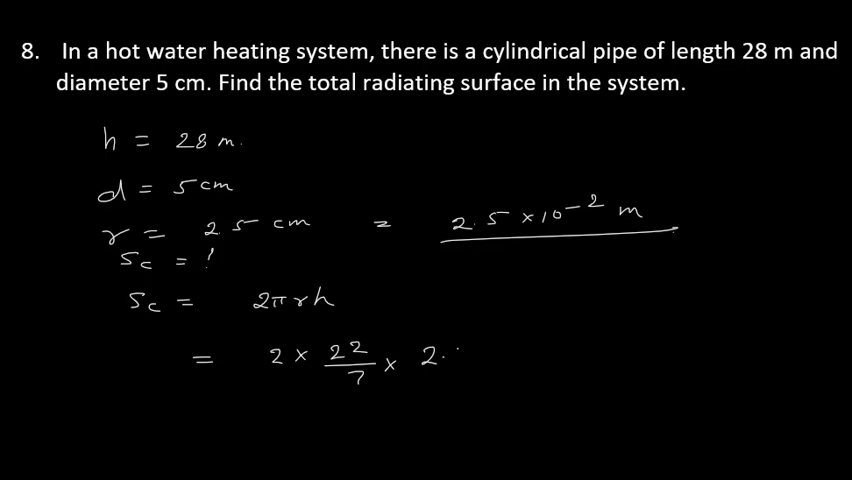 8. In a hot water heating system, there is a cylindrical pipe of length 28 m and
diameter 5 cm. Find the total radiating surface in the system.
h = 28 m.
d = 5 cm
r = 2.5 cm = 2.5 × 10⁻² m
Sc = ?
Sc = 2πrh
= 2 × 22/7 × 2.